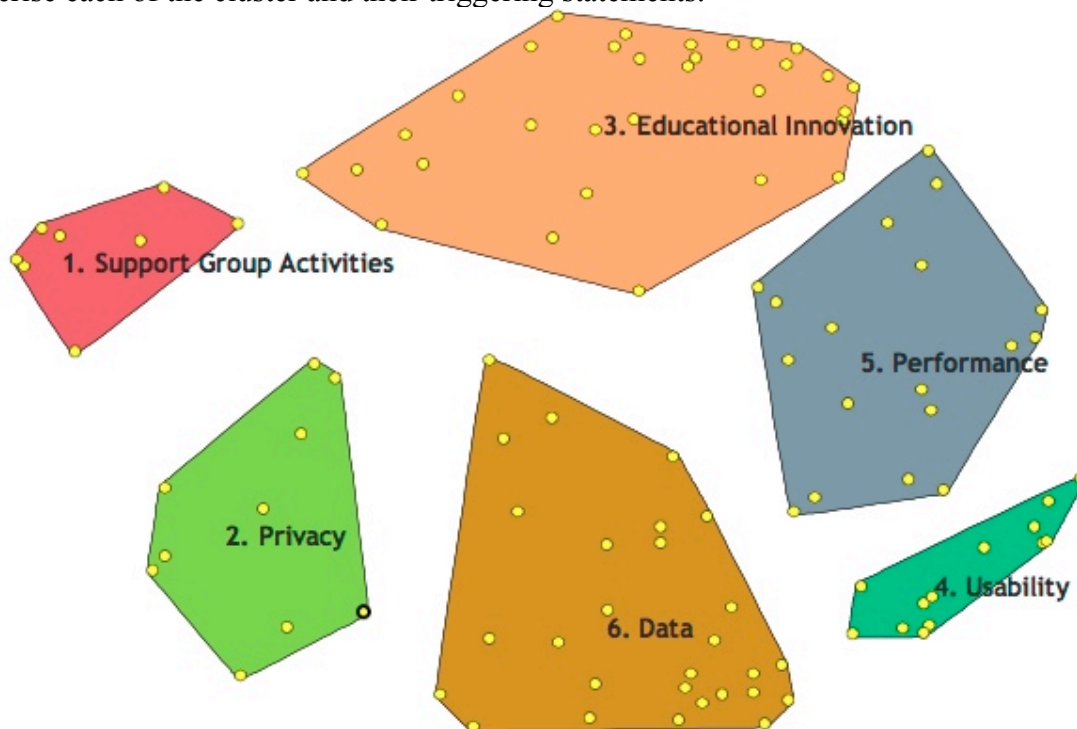 each of the cluster and their triggering statements.
3. Educational Innovation
1. Support Group Activities
5. Performance
2. Privacy
4. Usability
6. Data